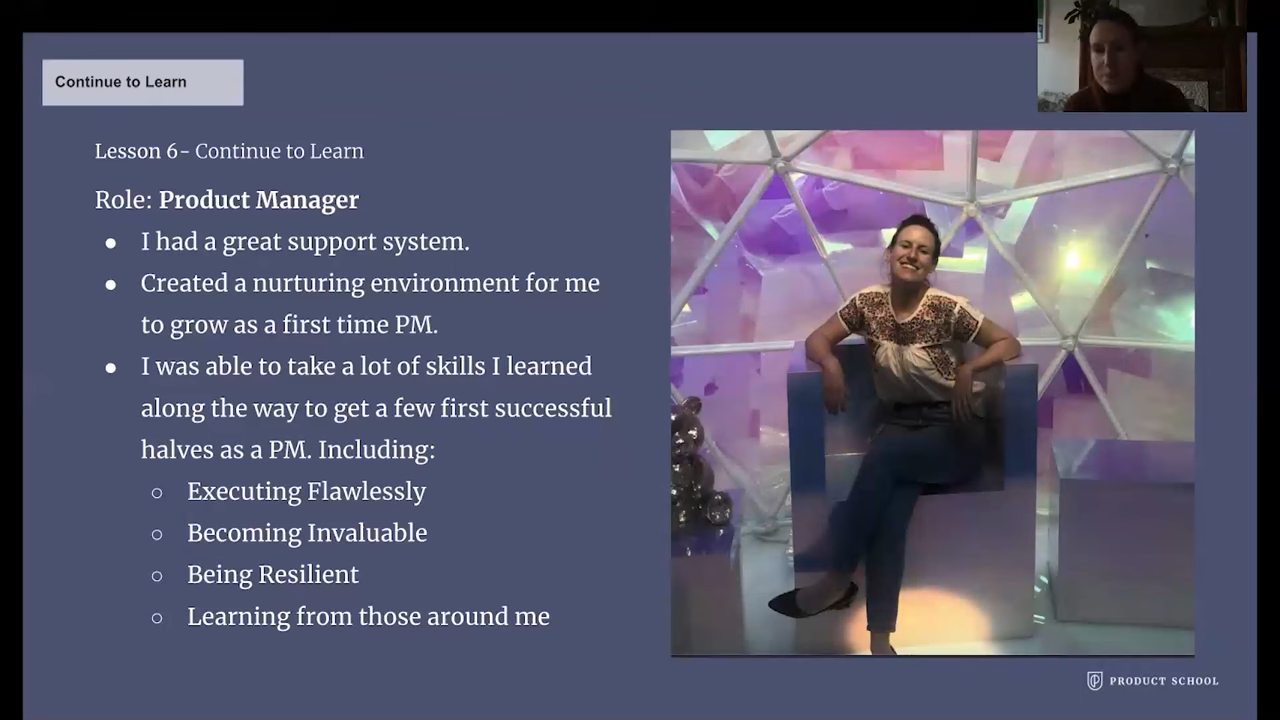 Continue to Learn
Lesson 6- Continue to Learn
Role: Product Manager
● I had a great support system.
● Created a nurturing environment for me
to grow as a first time PM.
● I was able to take a lot of skills I learned
along the way to get a few first successful
halves as a PM. Including:
○ Executing Flawlessly
○ Becoming Invaluable
○ Being Resilient
○ Learning from those around me
PRODUCT SCHOOL